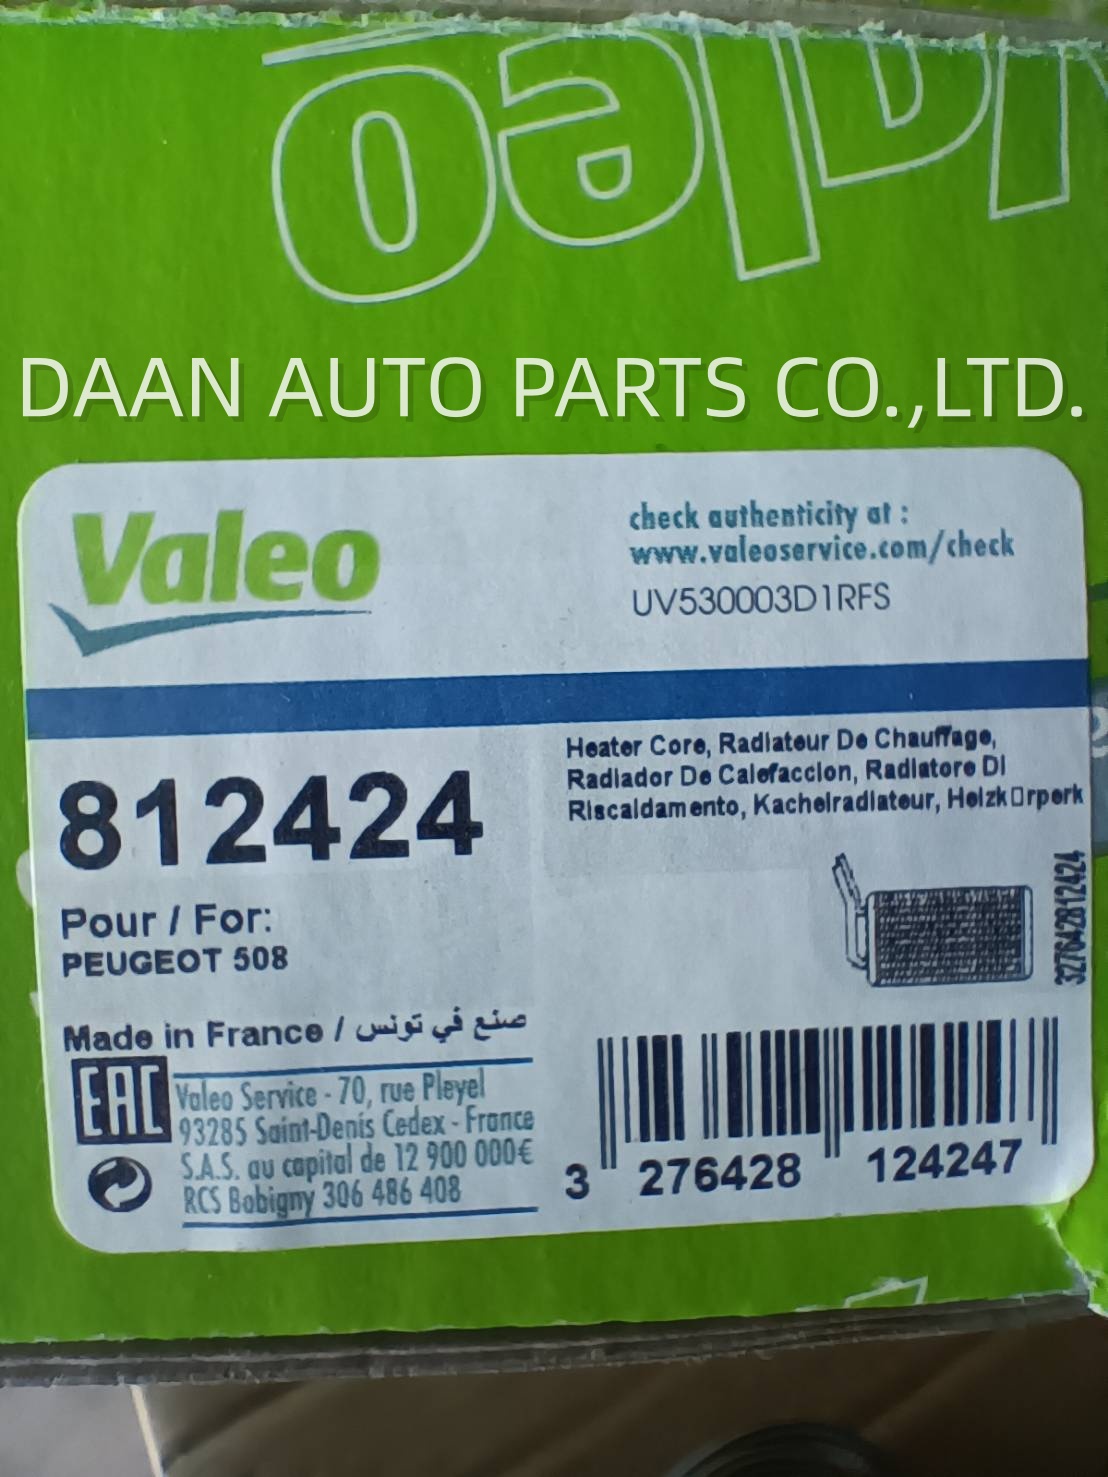 Valeo
DAAN AUTO PARTS CO.,LTD.
Valeo
check authenticity at :
www.valeoservice.com/check
UV530003D1RFS
812424
Heater Core, Radiateur De Chauffage,
Radiador De Calefaccion, Radiatore Di
Riscaldamento, Kachelradiateur, Heizk▯rperk
Pour / For:
PEUGEOT 508
327642812424
Made in France / صنع في تونس
EAC
Valeo Service - 70, rue Pleyel
93285 Saint-Denis Cedex - France
S.A.S. au capital de 12 900 000€
RCS Bobigny 306 486 408
3 276428 124247